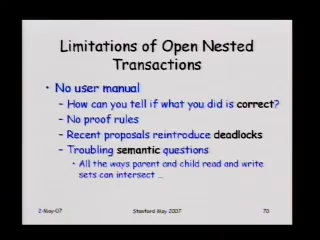 Limitations of Open Nested
Transactions
• No user manual
– How can you tell if what you did is correct?
– No proof rules
– Recent proposals reintroduce deadlocks
– Troubling semantic questions
• All the ways parent and child read and write
sets can intersect ...
2-May-07
Stanford May 2007
70